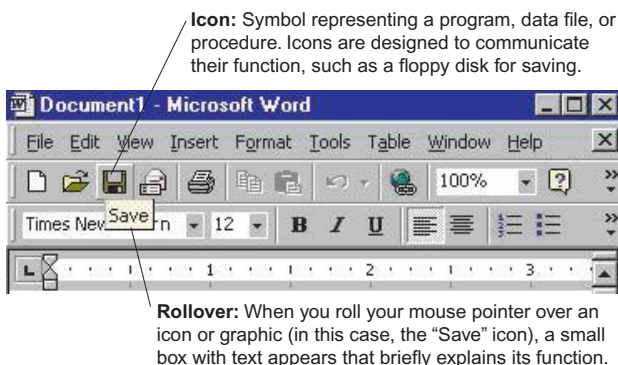 Icon: Symbol representing a program, data file, or
procedure. Icons are designed to communicate
their function, such as a floppy disk for saving.
Document1 - Microsoft Word
File Edit View Insert Format Tools Table Window Help
100%
Times New n 12 B I U
Save
1 2 3
Rollover: When you roll your mouse pointer over an
icon or graphic (in this case, the “Save” icon), a small
box with text appears that briefly explains its function.